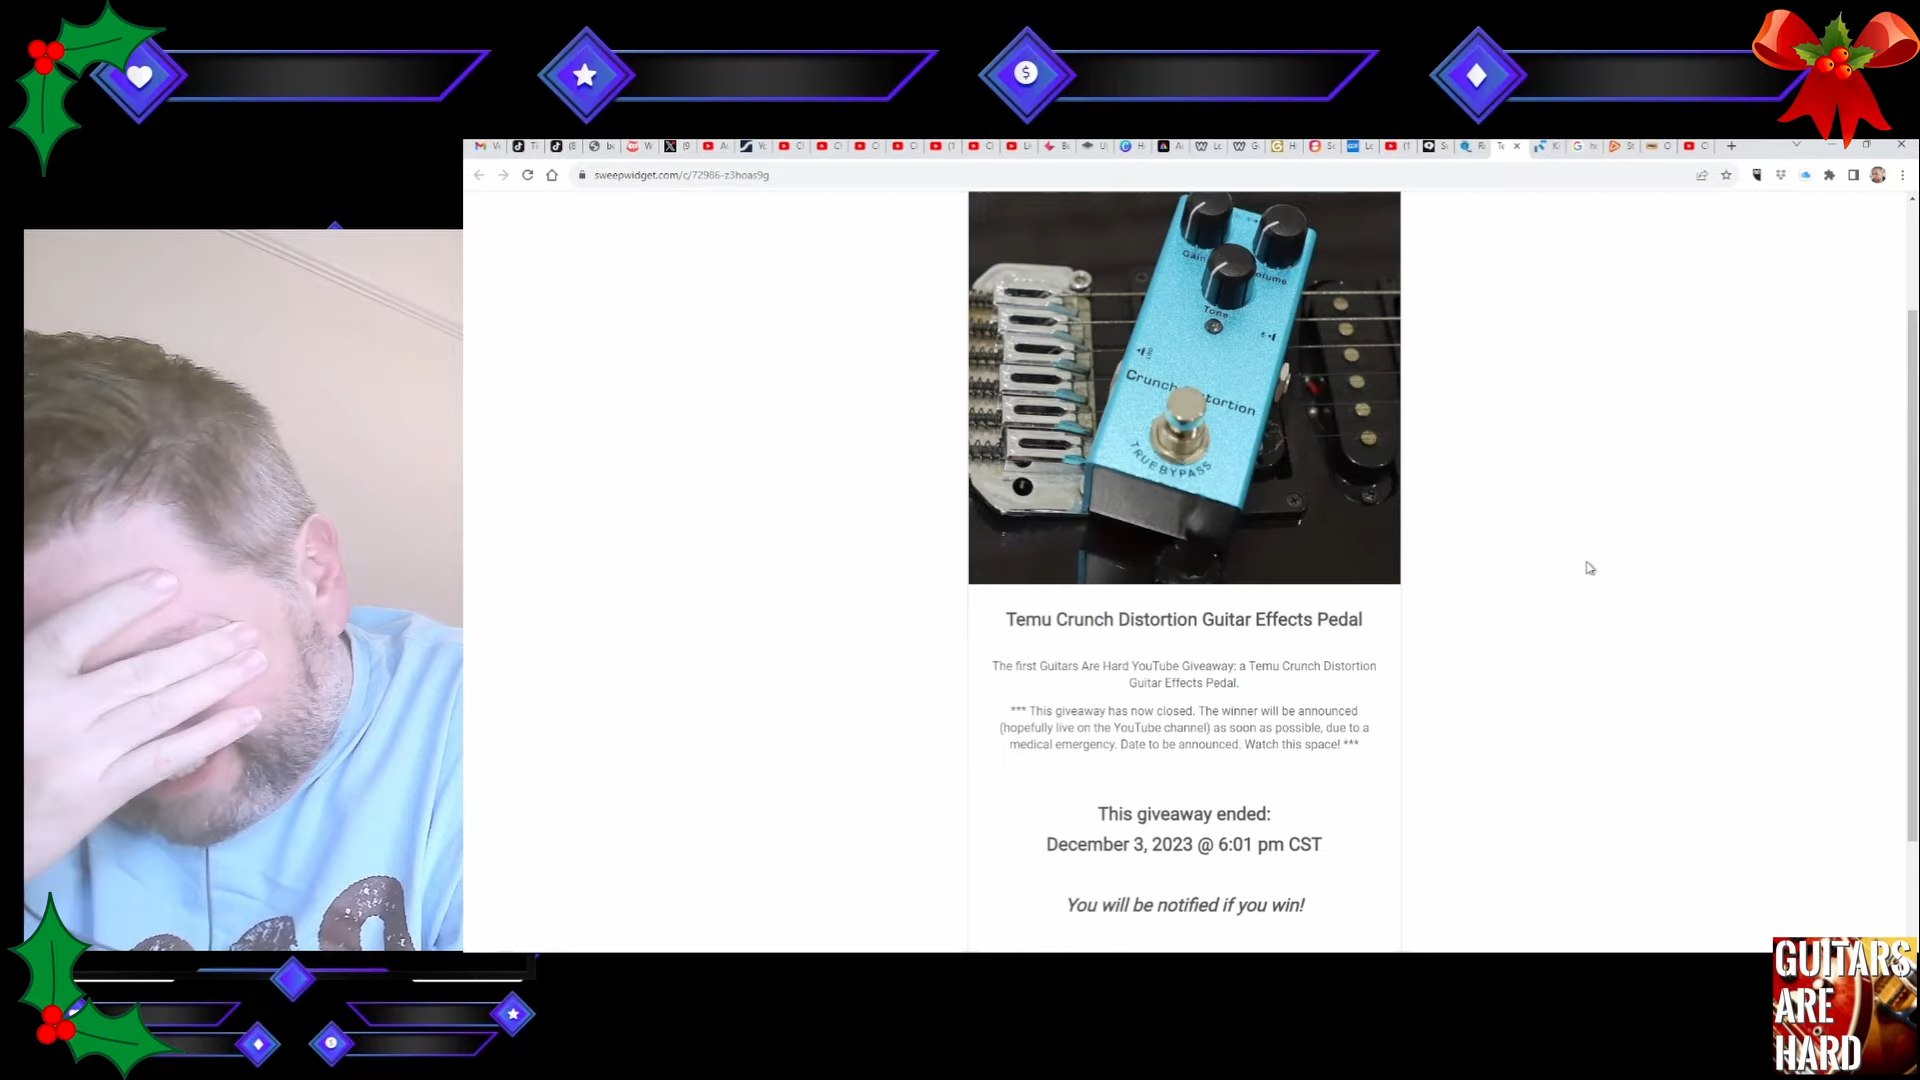 sweepwidget.com/c/72986-z3hoas9g
Gain
Volume
Tone
Crunch Distortion
TRUE BYPASS
Temu Crunch Distortion Guitar Effects Pedal
The first Guitars Are Hard YouTube Giveaway: a Temu Crunch Distortion
Guitar Effects Pedal.
*** This giveaway has now closed. The winner will be announced
(hopefully live on the YouTube channel) as soon as possible, due to a
medical emergency. Date to be announced. Watch this space! ***
This giveaway ended:
December 3, 2023 @ 6:01 pm CST
You will be notified if you win!
GUITARS
ARE
HARD